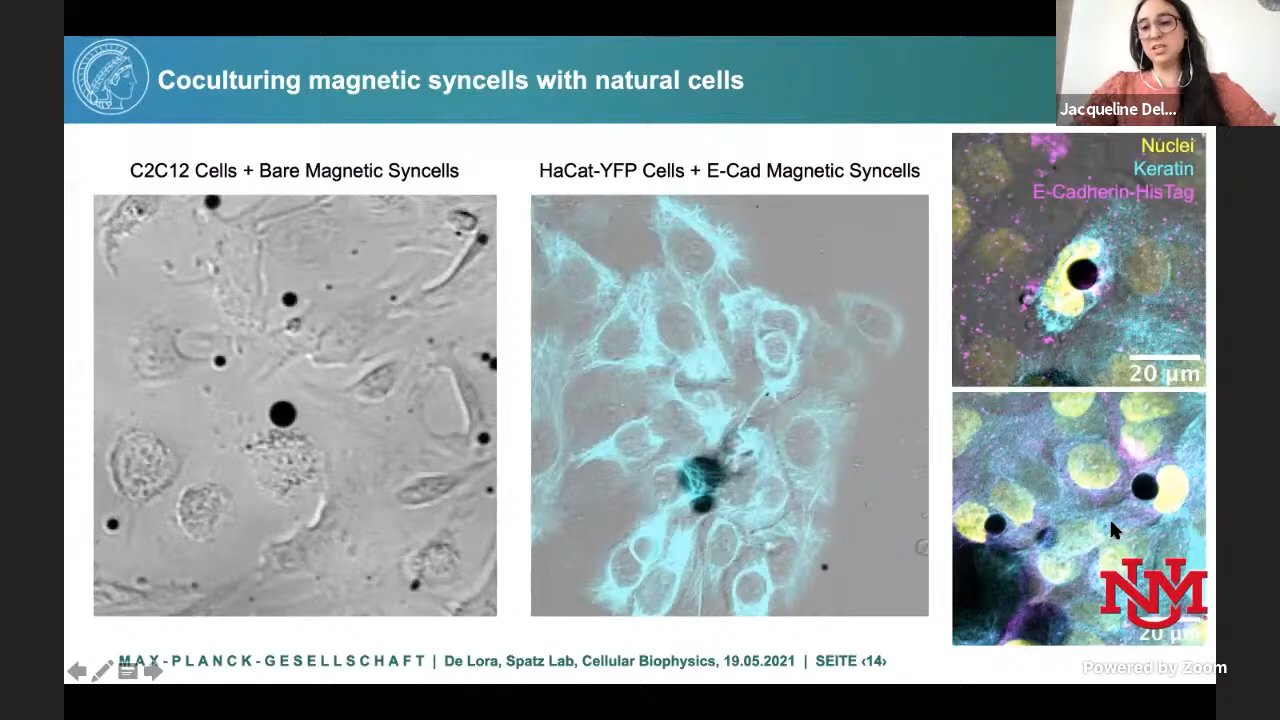 Coculturing magnetic syncells with natural cells
Jacqueline Del...
C2C12 Cells + Bare Magnetic Syncells
HaCat-YFP Cells + E-Cad Magnetic Syncells
Nuclei
Keratin
E-Cadherin-HisTag
20 µm
NM
20 µm
MAX-PLANCK-GESELLSCHAFT | De Lora, Spatz Lab, Cellular Biophysics, 19.05.2021 | SEITE ‹14›
Powered by Zoom